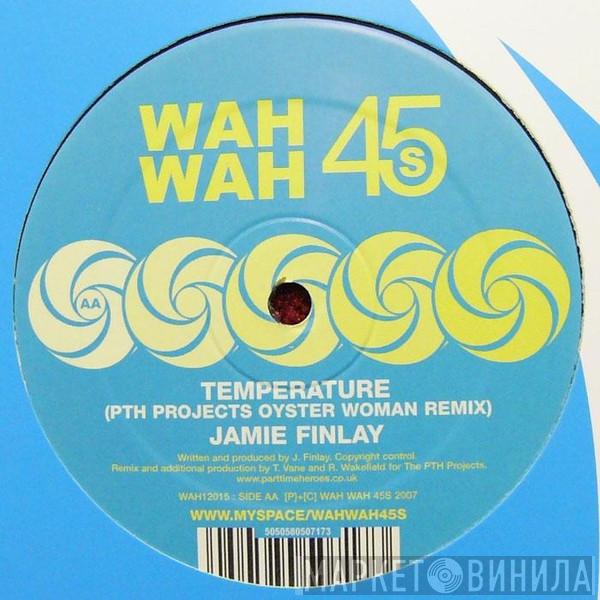 WAH
WAH 45s
AA
TEMPERATURE
(PTH PROJECTS OYSTER WOMAN REMIX)
JAMIE FINLAY
Written and produced by J. Finlay. Copyright control.
Remix and additional production by T. Vane and R. Wakefield for The PTH Projects.
www.parttimeheroes.co.uk
WAH12015 : SIDE AA [P]+[C] WAH WAH 45S 2007
WWW.MYSPACE/WAHWAH45S
5050580507173
МАРКЕТ ВИНИЛА